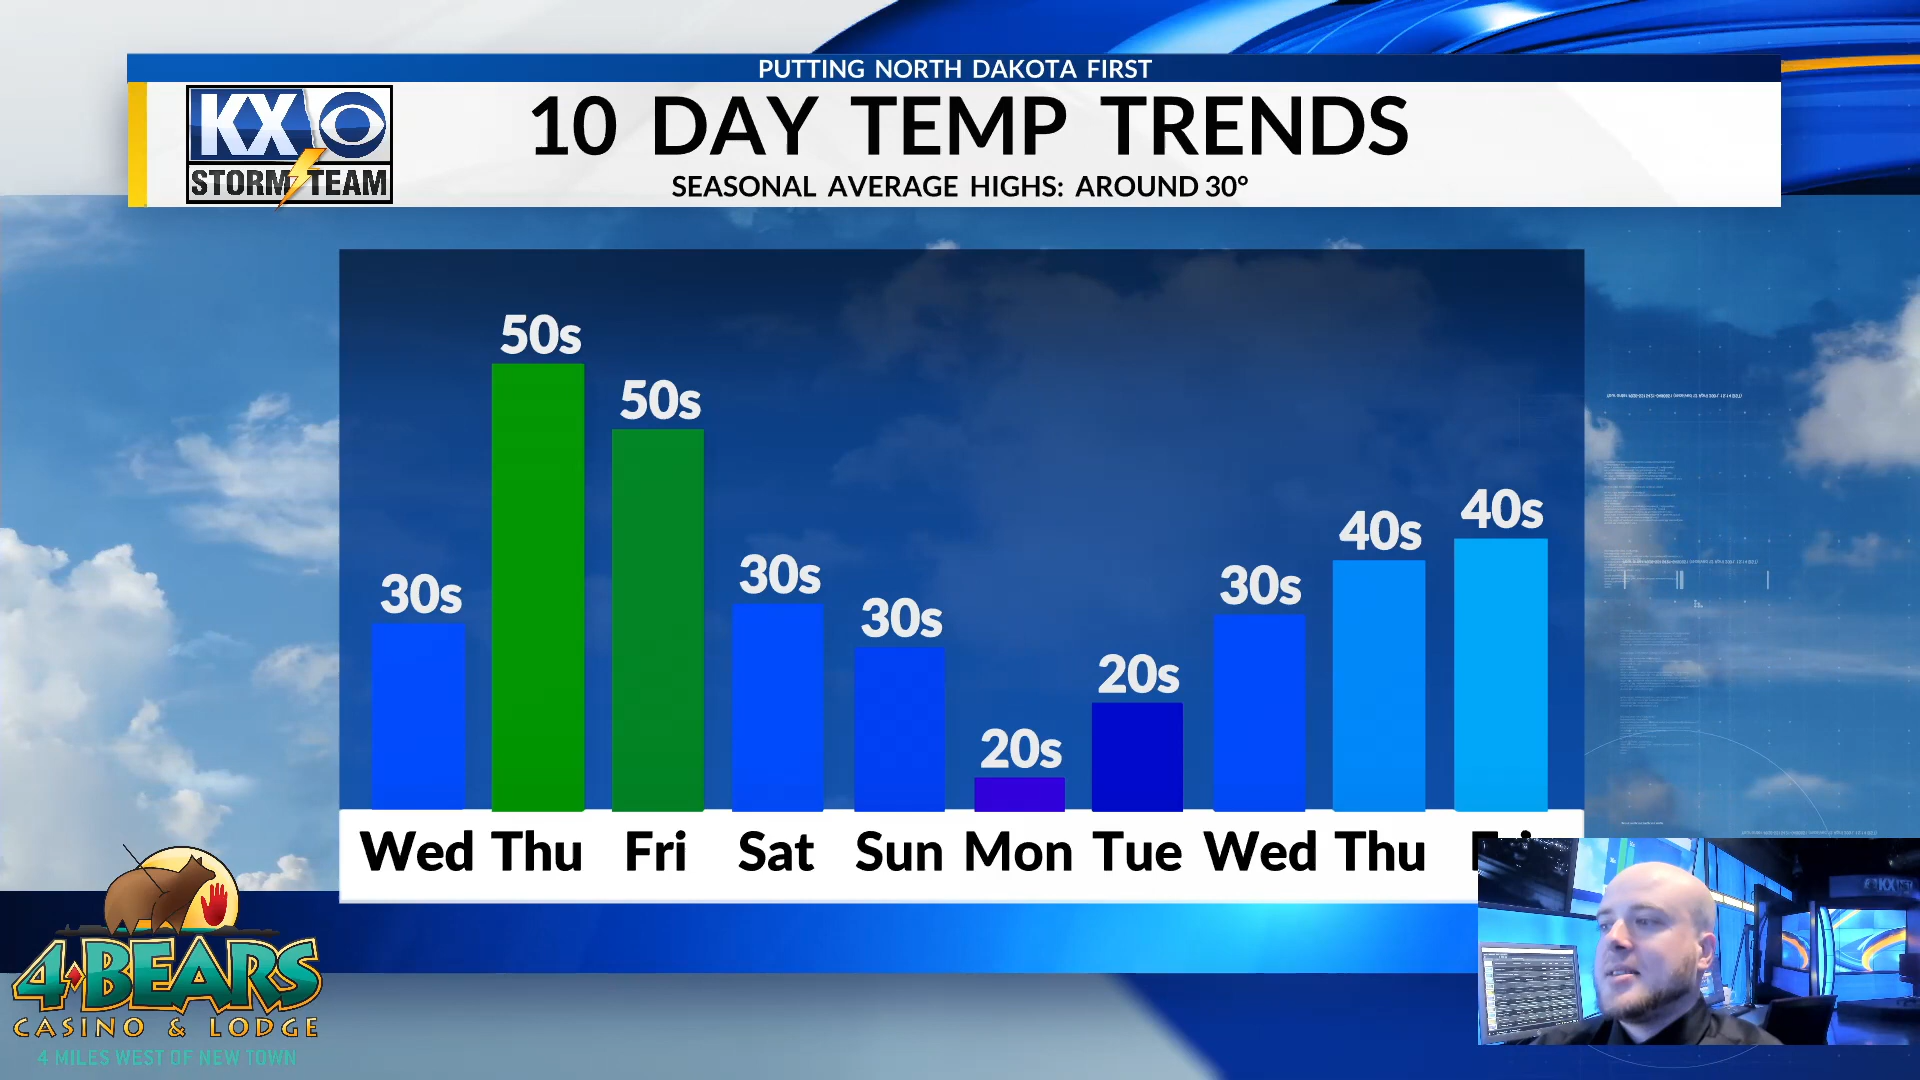 PUTTING NORTH DAKOTA FIRST
KX
STORM TEAM
10 DAY TEMP TRENDS
SEASONAL AVERAGE HIGHS: AROUND 30°
30s
50s
50s
30s
30s
20s
20s
30s
40s
40s
Wed Thu Fri Sat Sun Mon Tue Wed Thu Fri
4 BEARS
CASINO & LODGE
4 MILES WEST OF NEW TOWN
KX